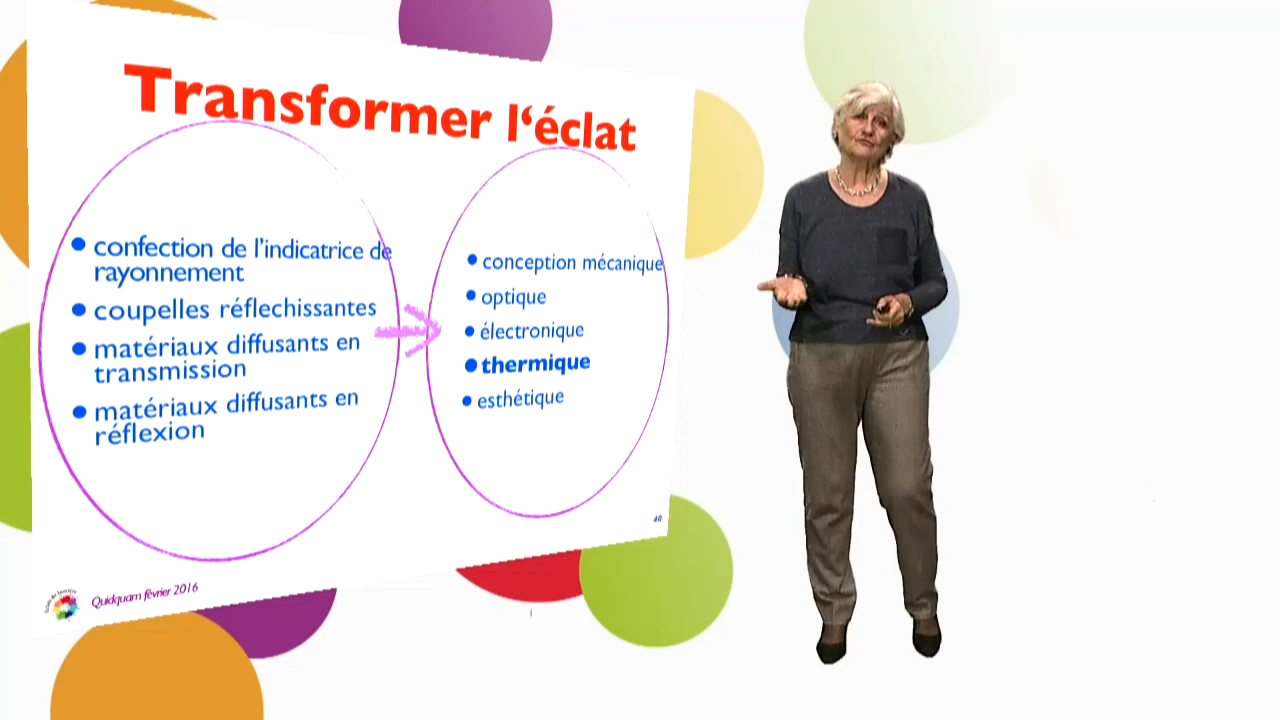 Transformer l‘éclat
• confection de l'indicatrice de
rayonnement
• coupelles réflechissantes
• matériaux diffusants en
transmission
• matériaux diffusants en
réflexion
• conception mécanique
• optique
• électronique
• thermique
• esthétique
40
Quidquam février 2016